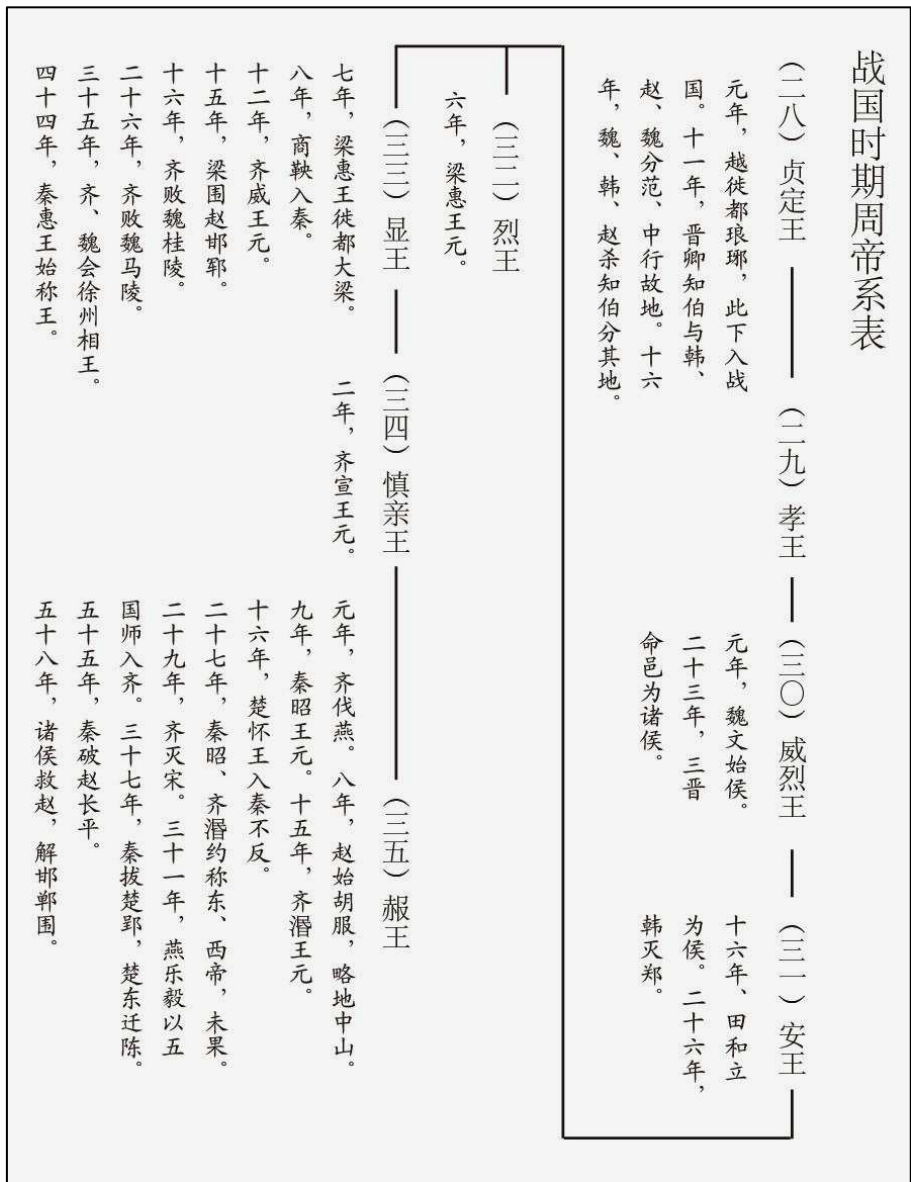 战国时期周帝系表
（二八）贞定王
元年，越徙都琅琊，此下入战
国。十一年，晋卿知伯与韩、
赵、魏分范、中行故地。十六
年，魏、韩、赵杀知伯分其地。
（二九）孝王
（三〇）威烈王
元年，魏文始侯。
二十三年，三晋
命邑为诸侯。
（三一）安王
十六年、田和立
为侯。二十六年，
韩灭郑。
（三二）烈王
六年，梁惠王元。
（三三）显王
七年，梁惠王徙都大梁。
八年，商鞅入秦。
十二年，齐威王元。
十五年，梁围赵邯郸。
十六年，齐败魏桂陵。
二十六年，齐败魏马陵。
三十五年，齐、魏会徐州相王。
四十四年，秦惠王始称王。
（三四）慎亲王
二年，齐宣王元。
（三五）赧王
元年，齐伐燕。八年，赵始胡服，略地中山。
九年，秦昭王元。十五年，齐湣王元。
十六年，楚怀王入秦不反。
二十七年，秦昭、齐湣约称东、西帝，未果。
二十九年，齐灭宋。三十一年，燕乐毅以五
国师入齐。三十七年，秦拔楚郢，楚东迁陈。
五十五年，秦破赵长平。
五十八年，诸侯救赵，解邯郸围。